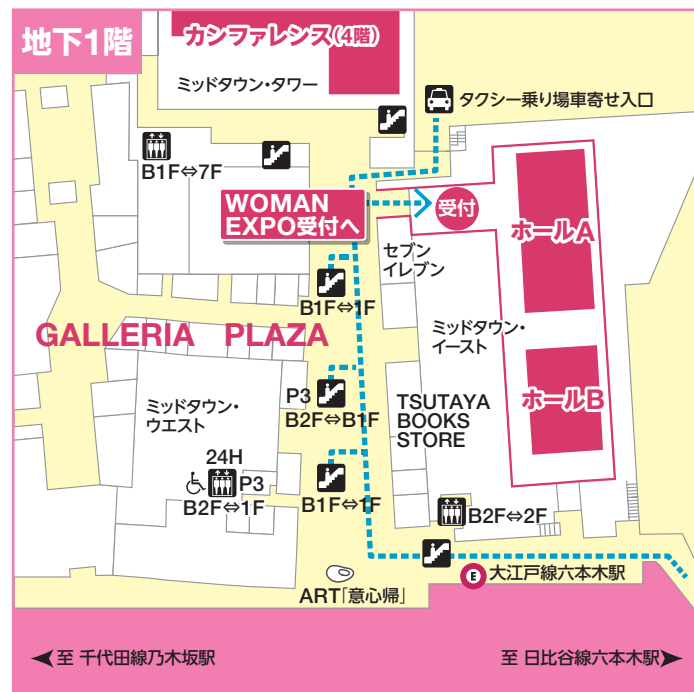 地下1階
カンファレンス(4階)
ミッドタウン・タワー
タクシー乗り場車寄せ入口
B1F⇔7F
WOMAN
EXPO受付へ
受付
ホールA
セブン
イレブン
B1F⇔1F
GALLERIA PLAZA
ミッドタウン・
イースト
P3
B2F⇔B1F
ミッドタウン・
ウエスト
TSUTAYA
BOOKS
STORE
ホールB
24H
P3
B2F⇔1F
B1F⇔1F
B2F⇔2F
E 大江戸線六本木駅
ART「意心帰」
至 千代田線乃木坂駅
至 日比谷線六本木駅